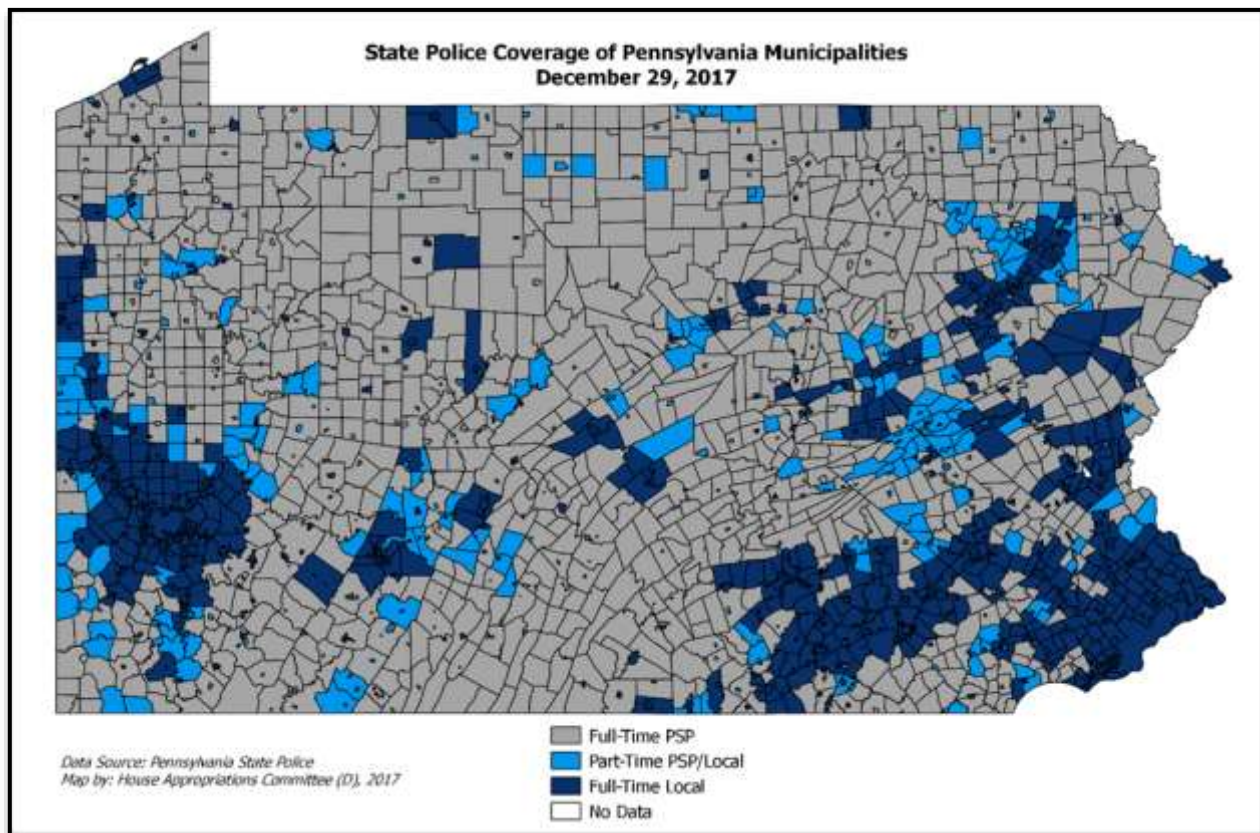 State Police Coverage of Pennsylvania Municipalities
December 29, 2017
Full-Time PSP
Part-Time PSP/Local
Full-Time Local
No Data
Data Source: Pennsylvania State Police
Map by: House Appropriations Committee (D), 2017